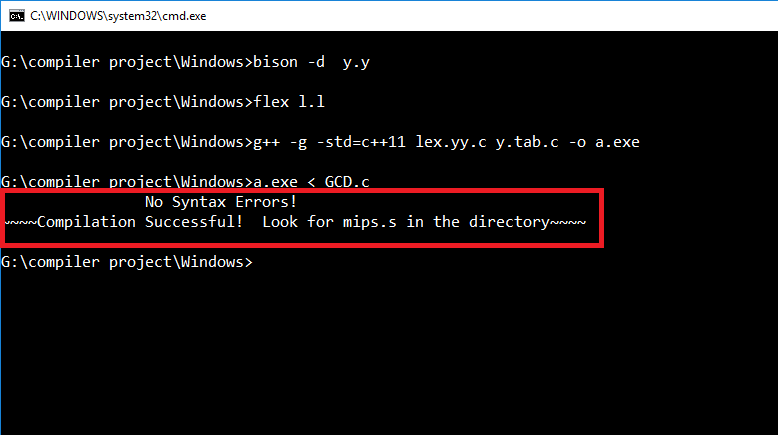 C:\WINDOWS\system32\cmd.exe
G:\compiler project\Windows>bison -d  y.y
G:\compiler project\Windows>flex l.l
G:\compiler project\Windows>g++ -g -std=c++11 lex.yy.c y.tab.c -o a.exe
G:\compiler project\Windows>a.exe < GCD.c
No Syntax Errors!
~~~~Compilation Successful!  Look for mips.s in the directory~~~~
G:\compiler project\Windows>